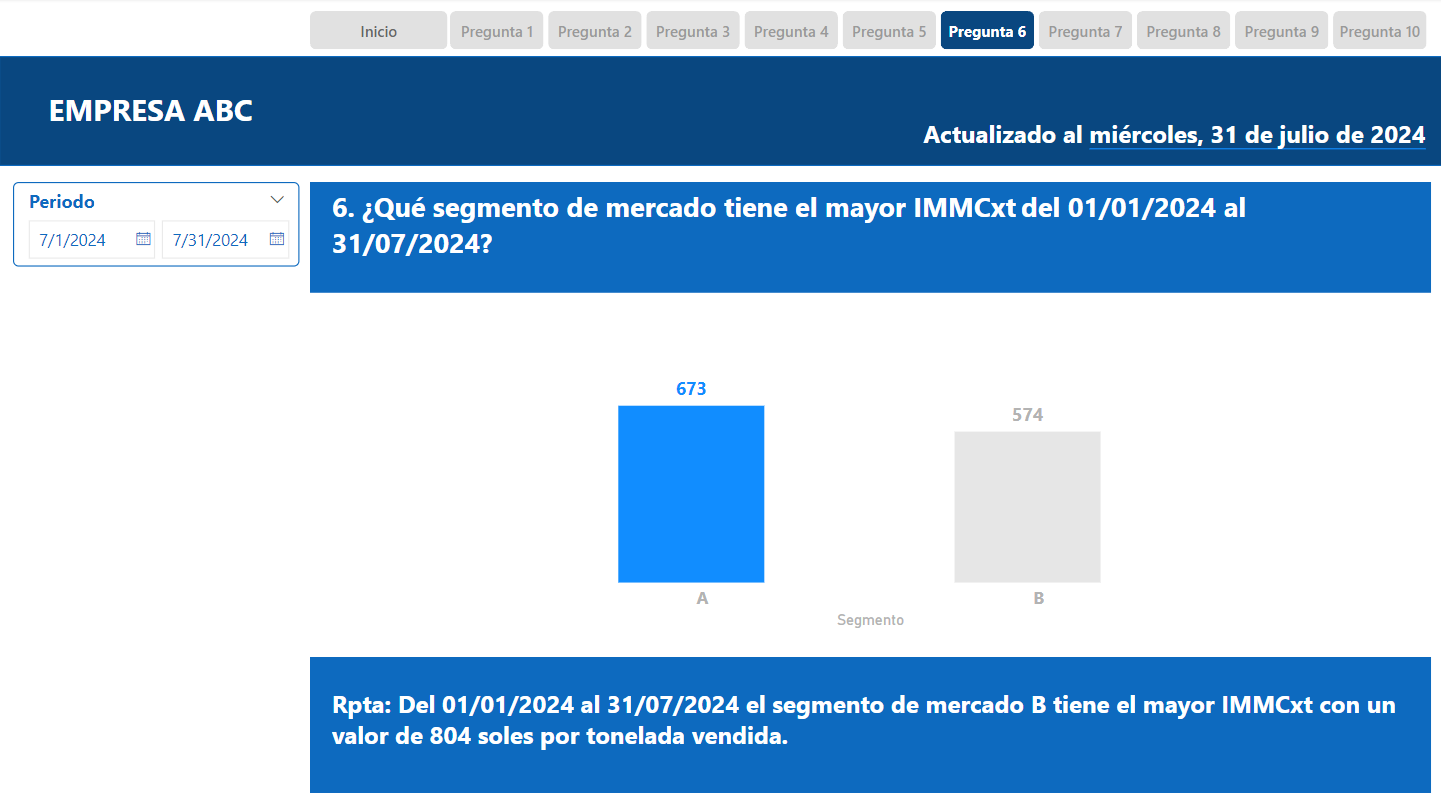 Inicio
Pregunta 1
Pregunta 2
Pregunta 3
Pregunta 4
Pregunta 5
Pregunta 6
Pregunta 7
Pregunta 8
Pregunta 9
Pregunta 10
EMPRESA ABC
Actualizado al miércoles, 31 de julio de 2024
Periodo
7/1/2024
7/31/2024
6. ¿Qué segmento de mercado tiene el mayor IMMCxt del 01/01/2024 al
31/07/2024?
673
574
A
B
Segmento
Rpta: Del 01/01/2024 al 31/07/2024 el segmento de mercado B tiene el mayor IMMCxt con un
valor de 804 soles por tonelada vendida.